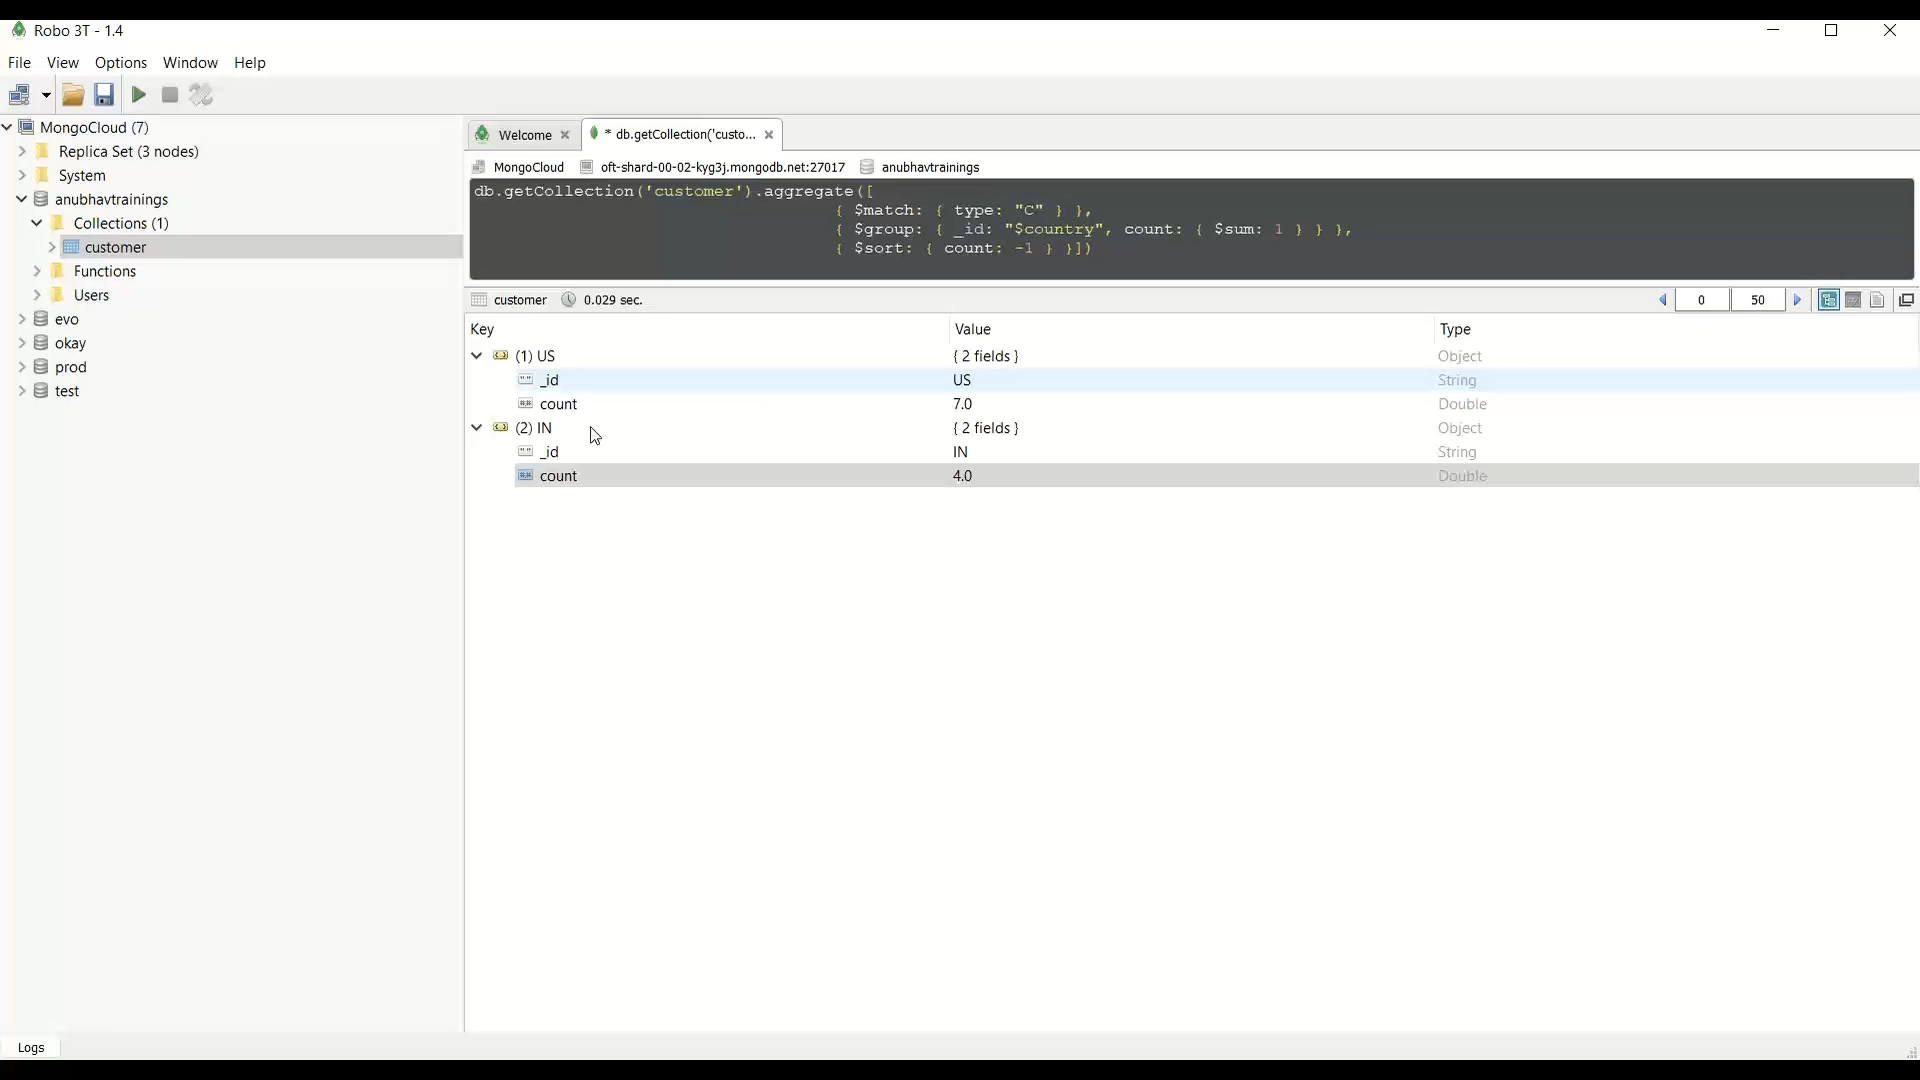 Robo 3T - 1.4
File View Options Window Help
MongoCloud (7)
Replica Set (3 nodes)
System
anubhavtrainings
Collections (1)
customer
Functions
Users
evo
okay
prod
test
Welcome * db.getCollection('custo...
MongoCloud oft-shard-00-02-kyg3j.mongodb.net:27017 anubhavtrainings
db.getCollection('customer').aggregate([
{ $match: { type: "C" } },
{ $group: { _id: "$country", count: { $sum: 1 } } },
{ $sort: { count: -1 } }])
customer 0.029 sec. 0 50
Key Value Type
(1) US { 2 fields } Object
_id US String
count 7.0 Double
(2) IN { 2 fields } Object
_id IN String
count 4.0 Double
Logs